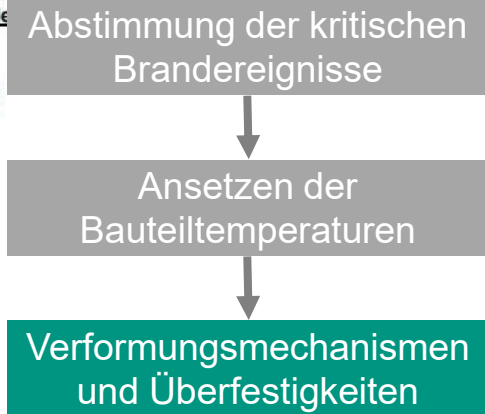 Abstimmung der kritischen
Brandereignisse
Ansetzen der
Bauteiltemperaturen
Verformungsmechanismen
und Überfestigkeiten